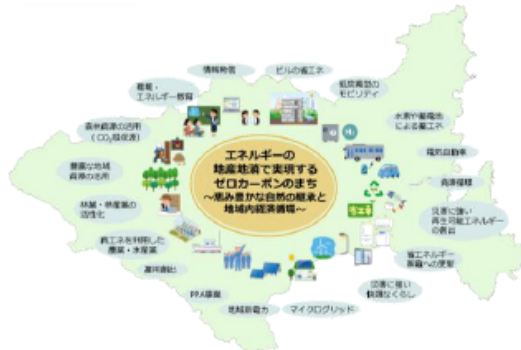 情報発信
ビルの省エネ
低炭素型の
モビリティ
環境・
エネルギー教育
水素や蓄電池
による蓄エネ
森林資源の活用
(CO₂吸収源)
電気自動車
エネルギーの
地産地消で実現する
ゼロカーボンのまち
~恵み豊かな自然の継承と
地域内経済循環~
豊富な地域
資源の活用
資源循環
林業・林産業の
活性化
災害に強い
再生可能エネルギー
の普及
再エネを利用した
農業・水産業
省エネルギー
家電への更新
雇用創出
災害に強い
快適なくらし
PPA事業
地域新電力
マイクログリッド
省エネ